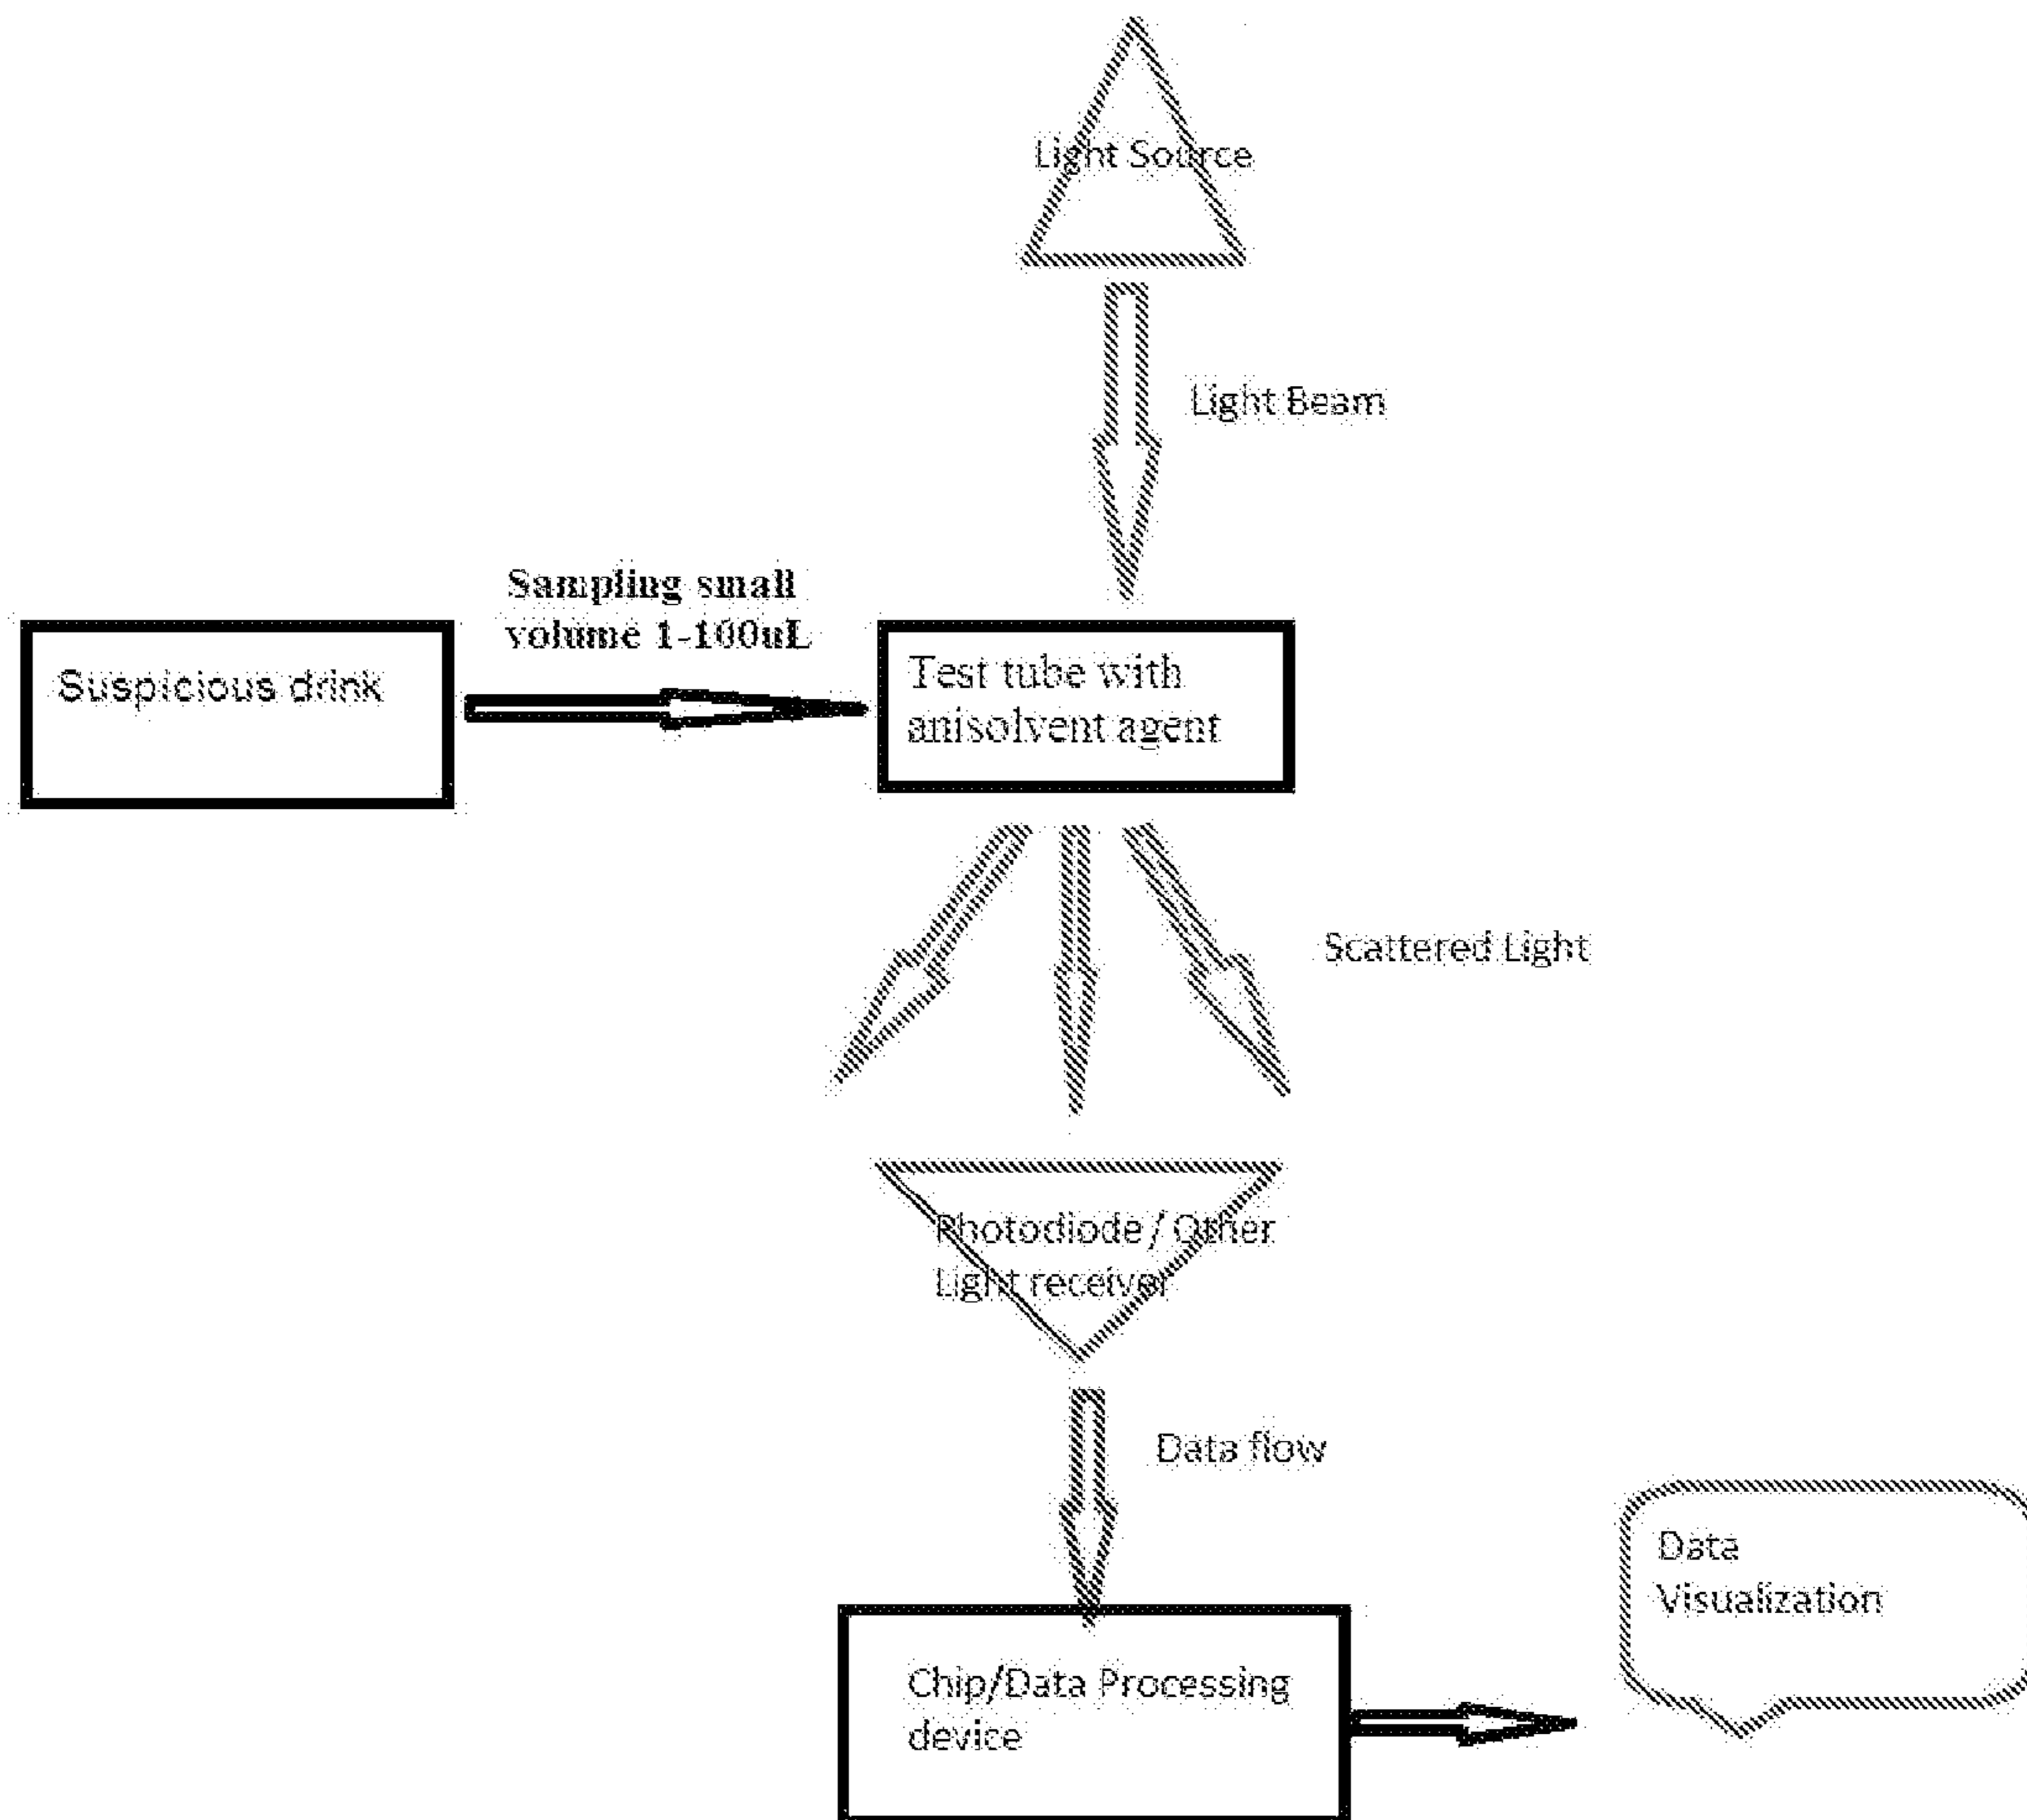 Light Source
Light Beam
Sampling small
volume 1-100uL
Suspicious drink
Test tube with
anisolvent agent
Scattered Light
Photodiode / Other
Light receiver
Data flow
Data
Visualization
Chip/Data Processing
device